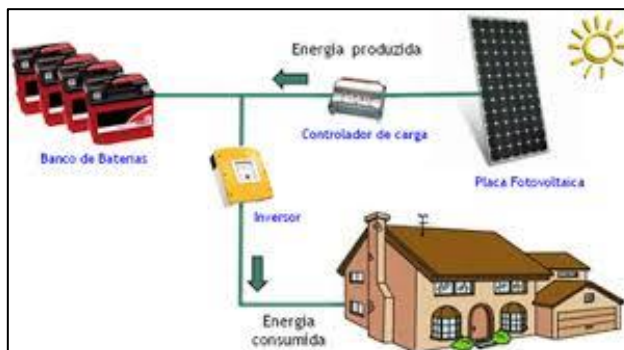 Energia produzida
Controlador de carga
Banco de Baterias
Placa Fotovoltaica
Inversor
Energia
consumida